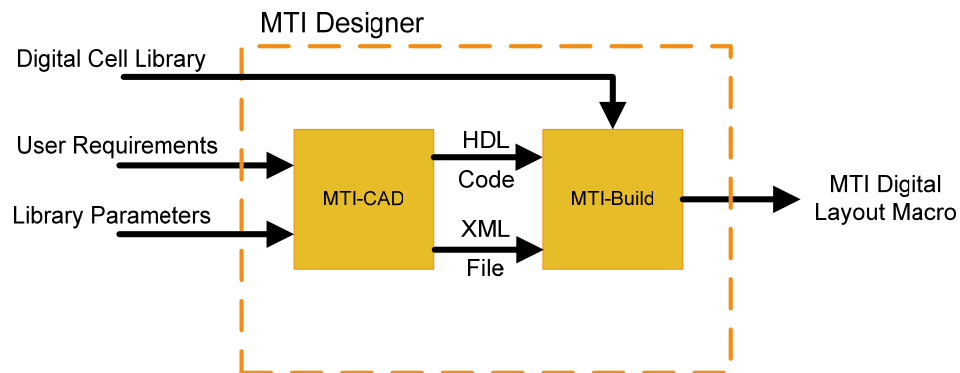 MTI Designer
Digital Cell Library
User Requirements
Library Parameters
MTI-CAD
HDL
Code
XML
File
MTI-Build
MTI Digital
Layout Macro